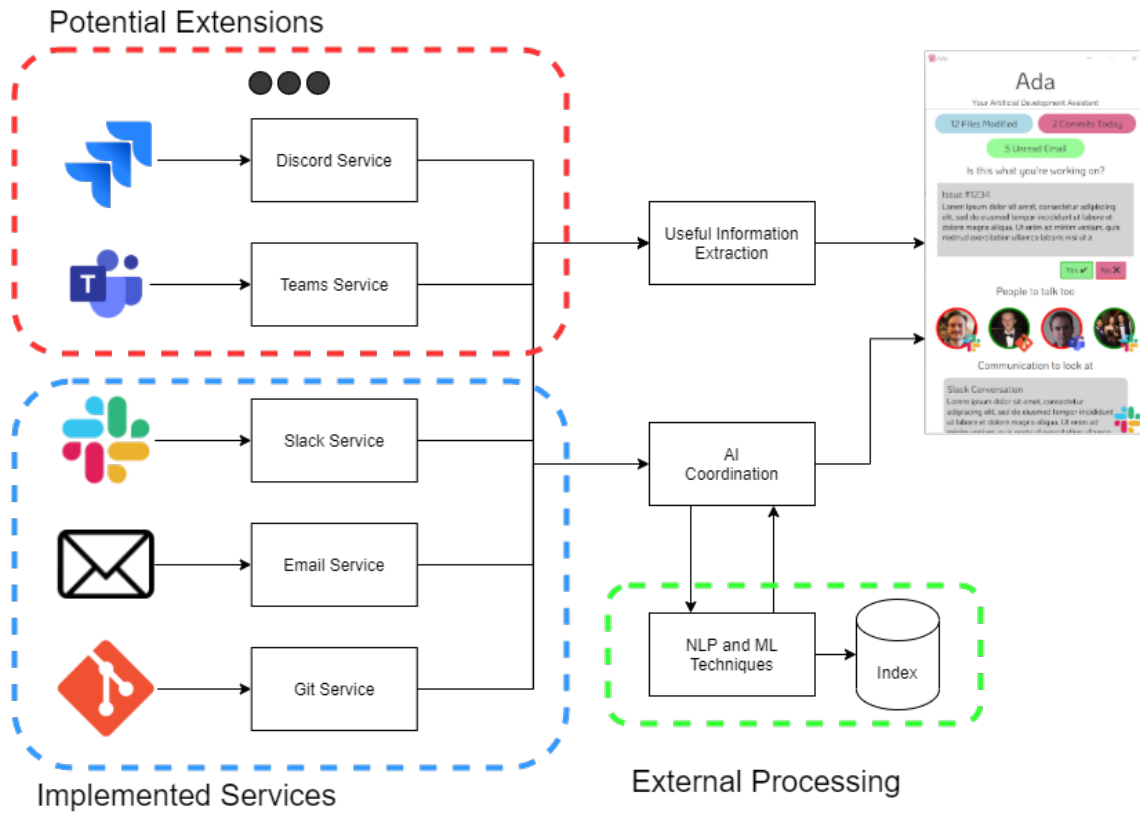 Potential Extensions
Discord Service
Teams Service
T
Slack Service
Email Service
Git Service
Implemented Services
Useful Information
Extraction
AI
Coordination
NLP and ML
Techniques
Index
External Processing
Ada
Ada
Your Artificial Development Assistant
12 Files Modified
2 Commits Today
5 Unread Email
Is this what you're working on?
Issue #1234
Lorem ipsum dolor sit amet, consectetur adipiscing
elit, sed do eiusmod tempor incididunt ut labore et
dolore magna aliqua. Ut enim ad minim veniam, quis
nostrud exercitation ullamco laboris nisi ut a
Yes ✔
No ✕
People to talk too
Communication to look at
Slack Conversation
Lorem ipsum dolor sit amet, consectetur
adipiscing elit, sed do eiusmod tempor incididunt
ut labore et dolore magna aliqua. Ut enim ad